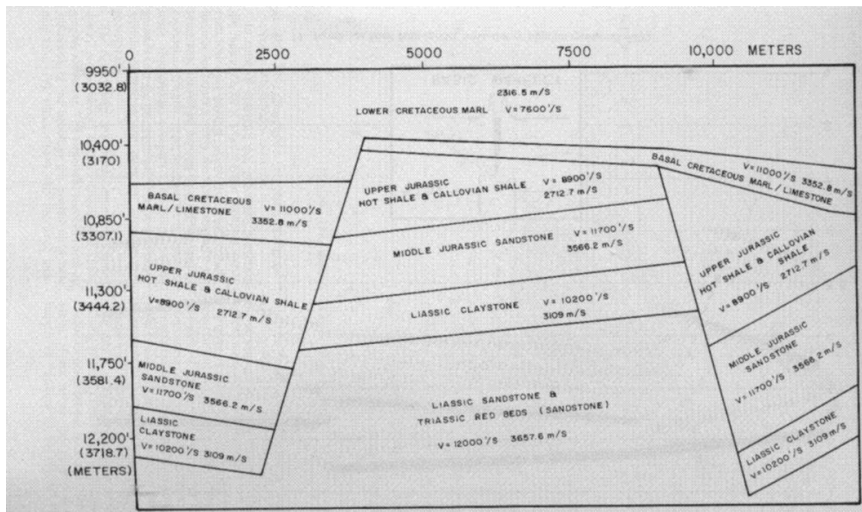 0 2500 5000 7500 10,000 METERS
9950'
(3032.8)
10,400'
(3170)
10,850'
(3307.1)
11,300'
(3444.2)
11,750'
(3581.4)
12,200'
(3718.7)
(METERS)
2316.5 m/s
LOWER CRETACEOUS MARL V=7600'/S
BASAL CRETACEOUS V= 11000'/S
MARL/LIMESTONE 3352.8 m/s
UPPER JURASSIC
HOT SHALE & CALLOVIAN SHALE
V=8900'/S 2712.7 m/s
MIDDLE JURASSIC
SANDSTONE
V=11700'/S 3566.2 m/s
LIASSIC
CLAYSTONE
V=10200'/S 3109 m/s
UPPER JURASSIC V= 8900'/S
HOT SHALE & CALLOVIAN SHALE 2712.7 m/s
MIDDLE JURASSIC SANDSTONE V=11700'/S
3566.2 m/s
LIASSIC CLAYSTONE V= 10200'/S
3109 m/s
LIASSIC SANDSTONE &
TRIASSIC RED BEDS (SANDSTONE)
V=12000'/S 3657.6 m/s
V=11000'/S 3352.8 m/s
BASAL CRETACEOUS MARL/LIMESTONE
UPPER JURASSIC
HOT SHALE & CALLOVIAN
SHALE
V=8900'/S 2712.7 m/s
MIDDLE JURASSIC
SANDSTONE
V=11700'/S 3566.2 m/s
LIASSIC CLAYSTONE
V=10200'/S 3109 m/s